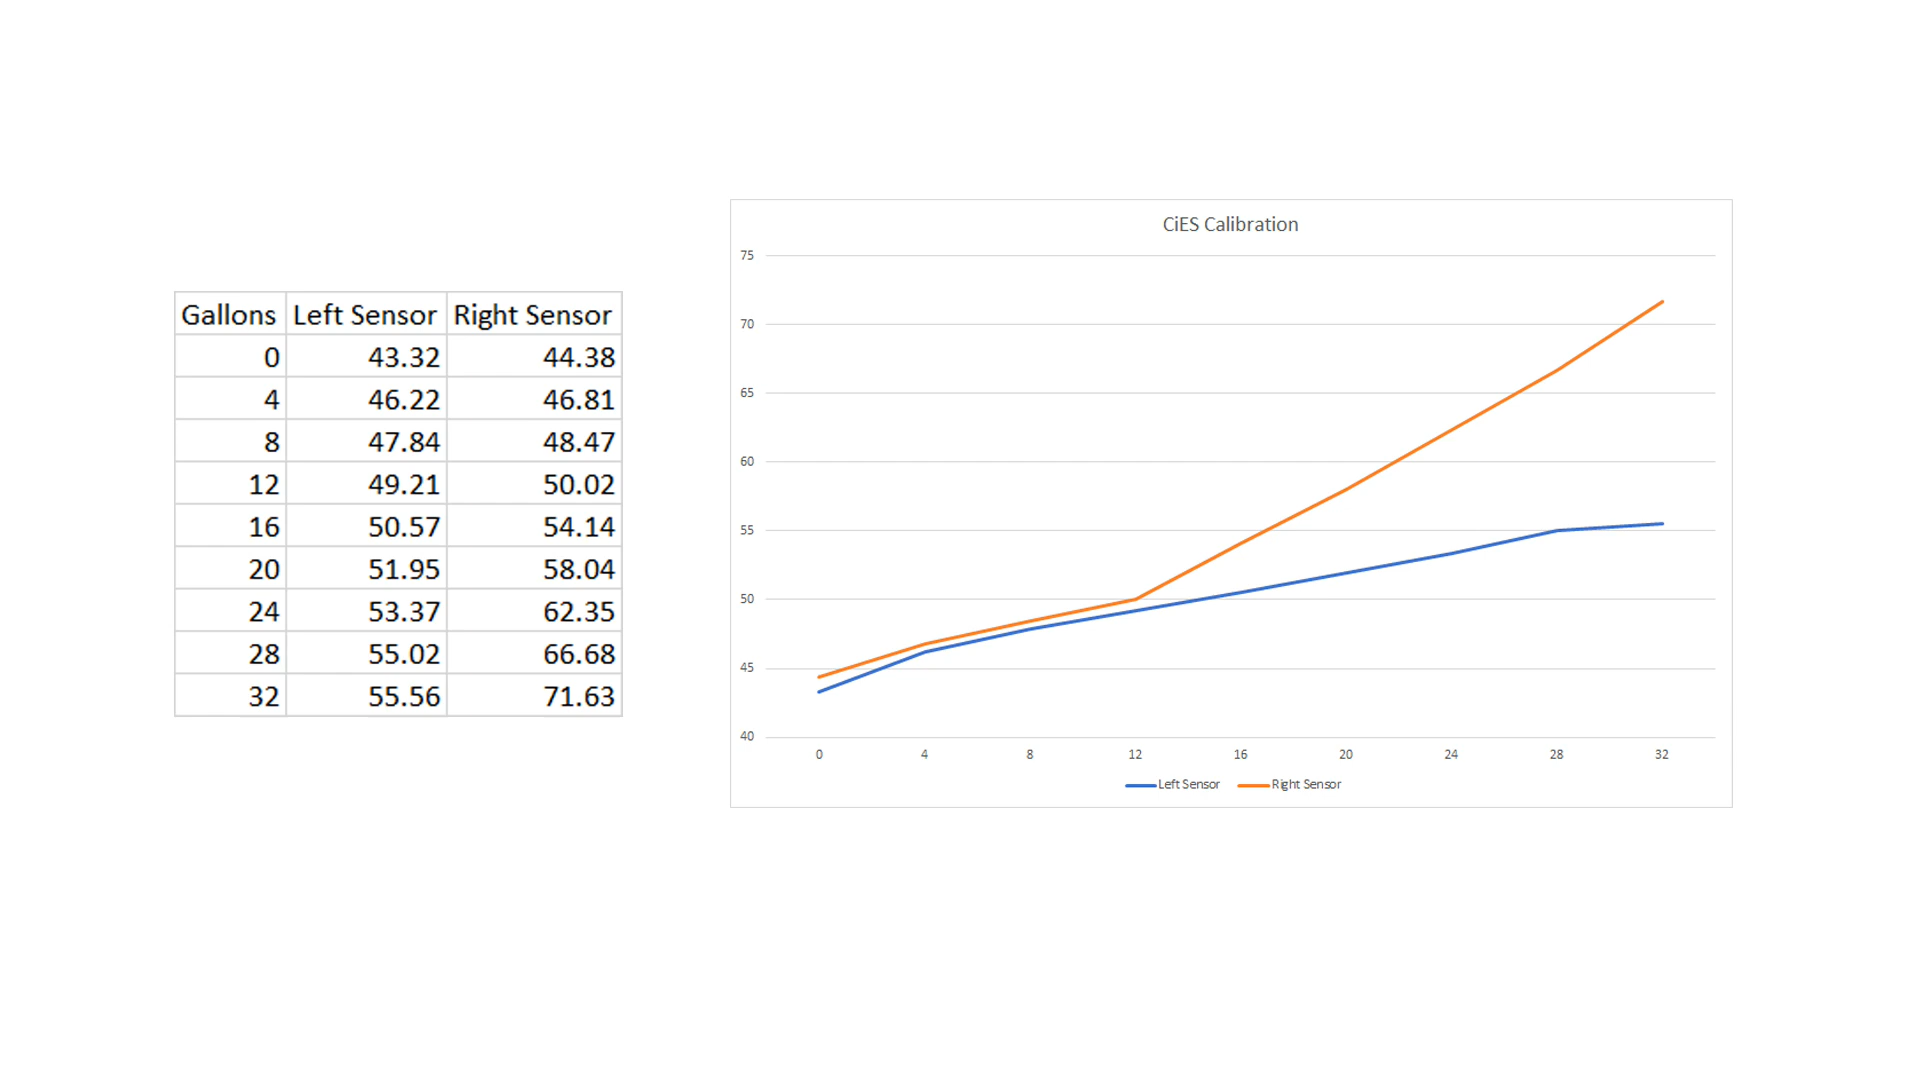 Gallons Left Sensor Right Sensor
0 43.32 44.38
4 46.22 46.81
8 47.84 48.47
12 49.21 50.02
16 50.57 54.14
20 51.95 58.04
24 53.37 62.35
28 55.02 66.68
32 55.56 71.63
CiES Calibration
75
70
65
60
55
50
45
40
0 4 8 12 16 20 24 28 32
Left Sensor Right Sensor